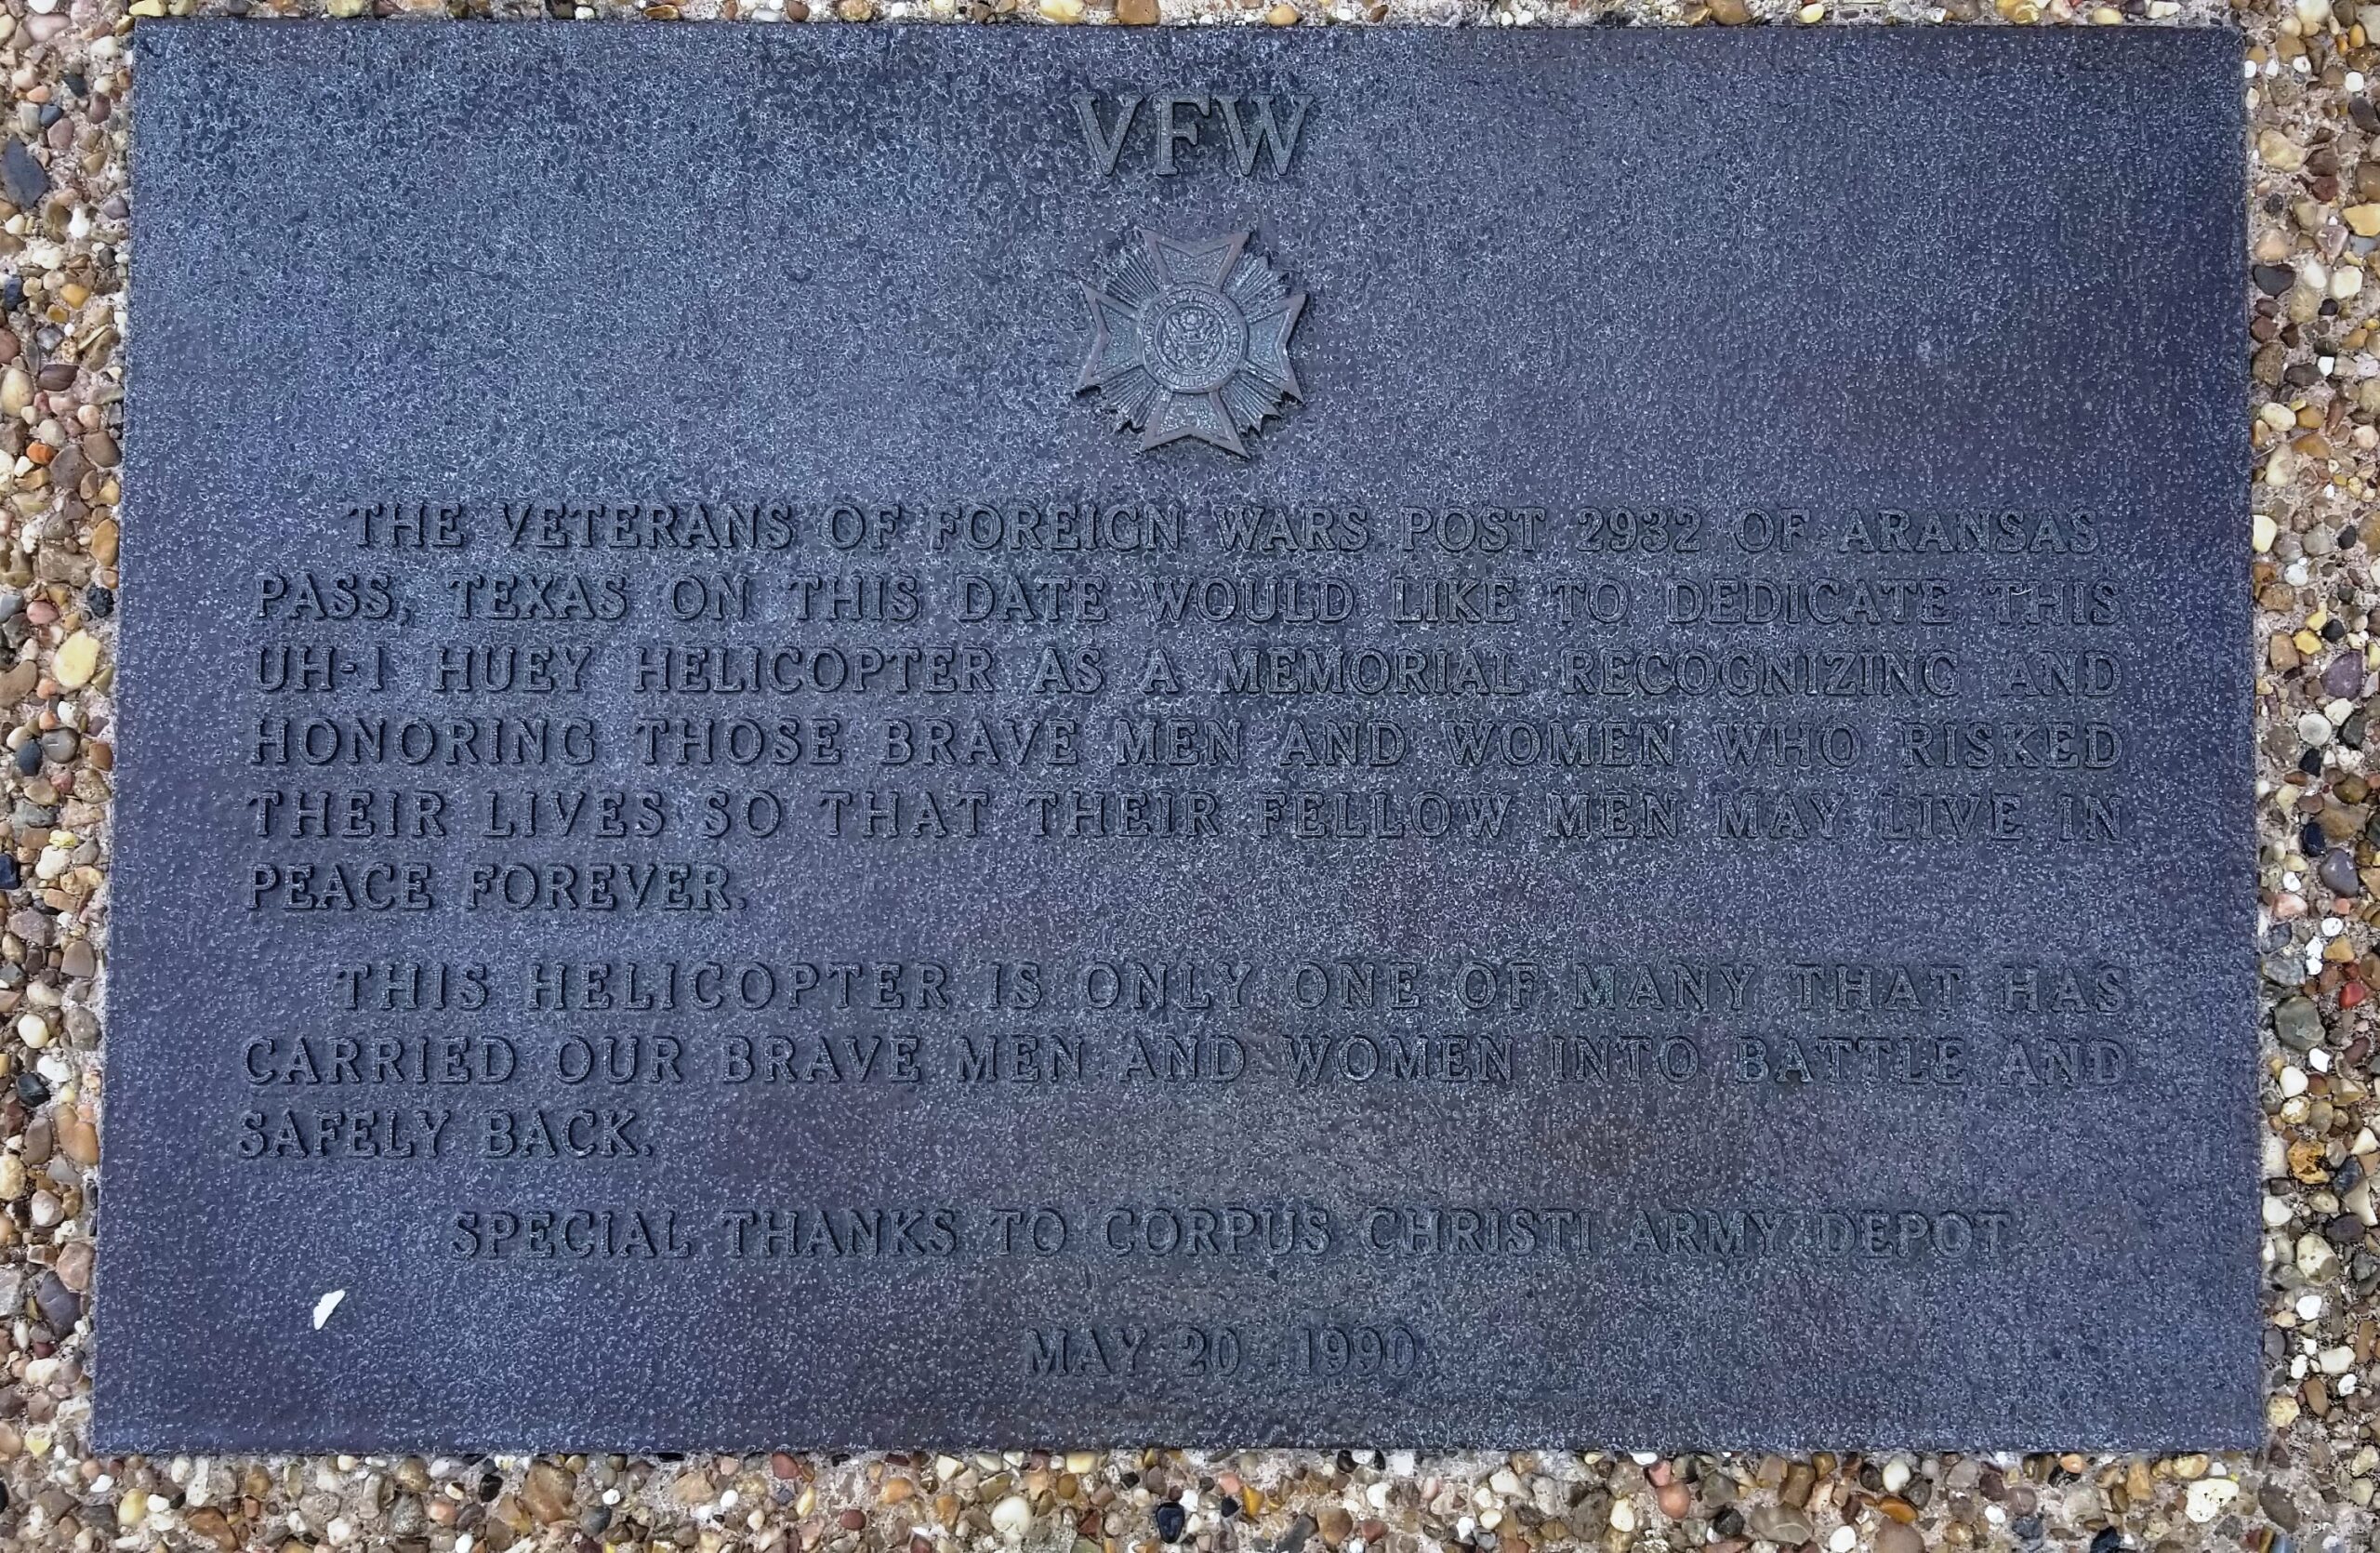 VFW
THE VETERANS OF FOREIGN WARS POST 2932 OF ARANSAS
PASS, TEXAS ON THIS DATE WOULD LIKE TO DEDICATE THIS
UH-1 HUEY HELICOPTER AS A MEMORIAL RECOGNIZING AND
HONORING THOSE BRAVE MEN AND WOMEN WHO RISKED
THEIR LIVES SO THAT THEIR FELLOW MEN MAY LIVE IN
PEACE FOREVER.
THIS HELICOPTER IS ONLY ONE OF MANY THAT HAS
CARRIED OUR BRAVE MEN AND WOMEN INTO BATTLE AND
SAFELY BACK.
SPECIAL THANKS TO CORPUS CHRISTI ARMY DEPOT
MAY 20 1990